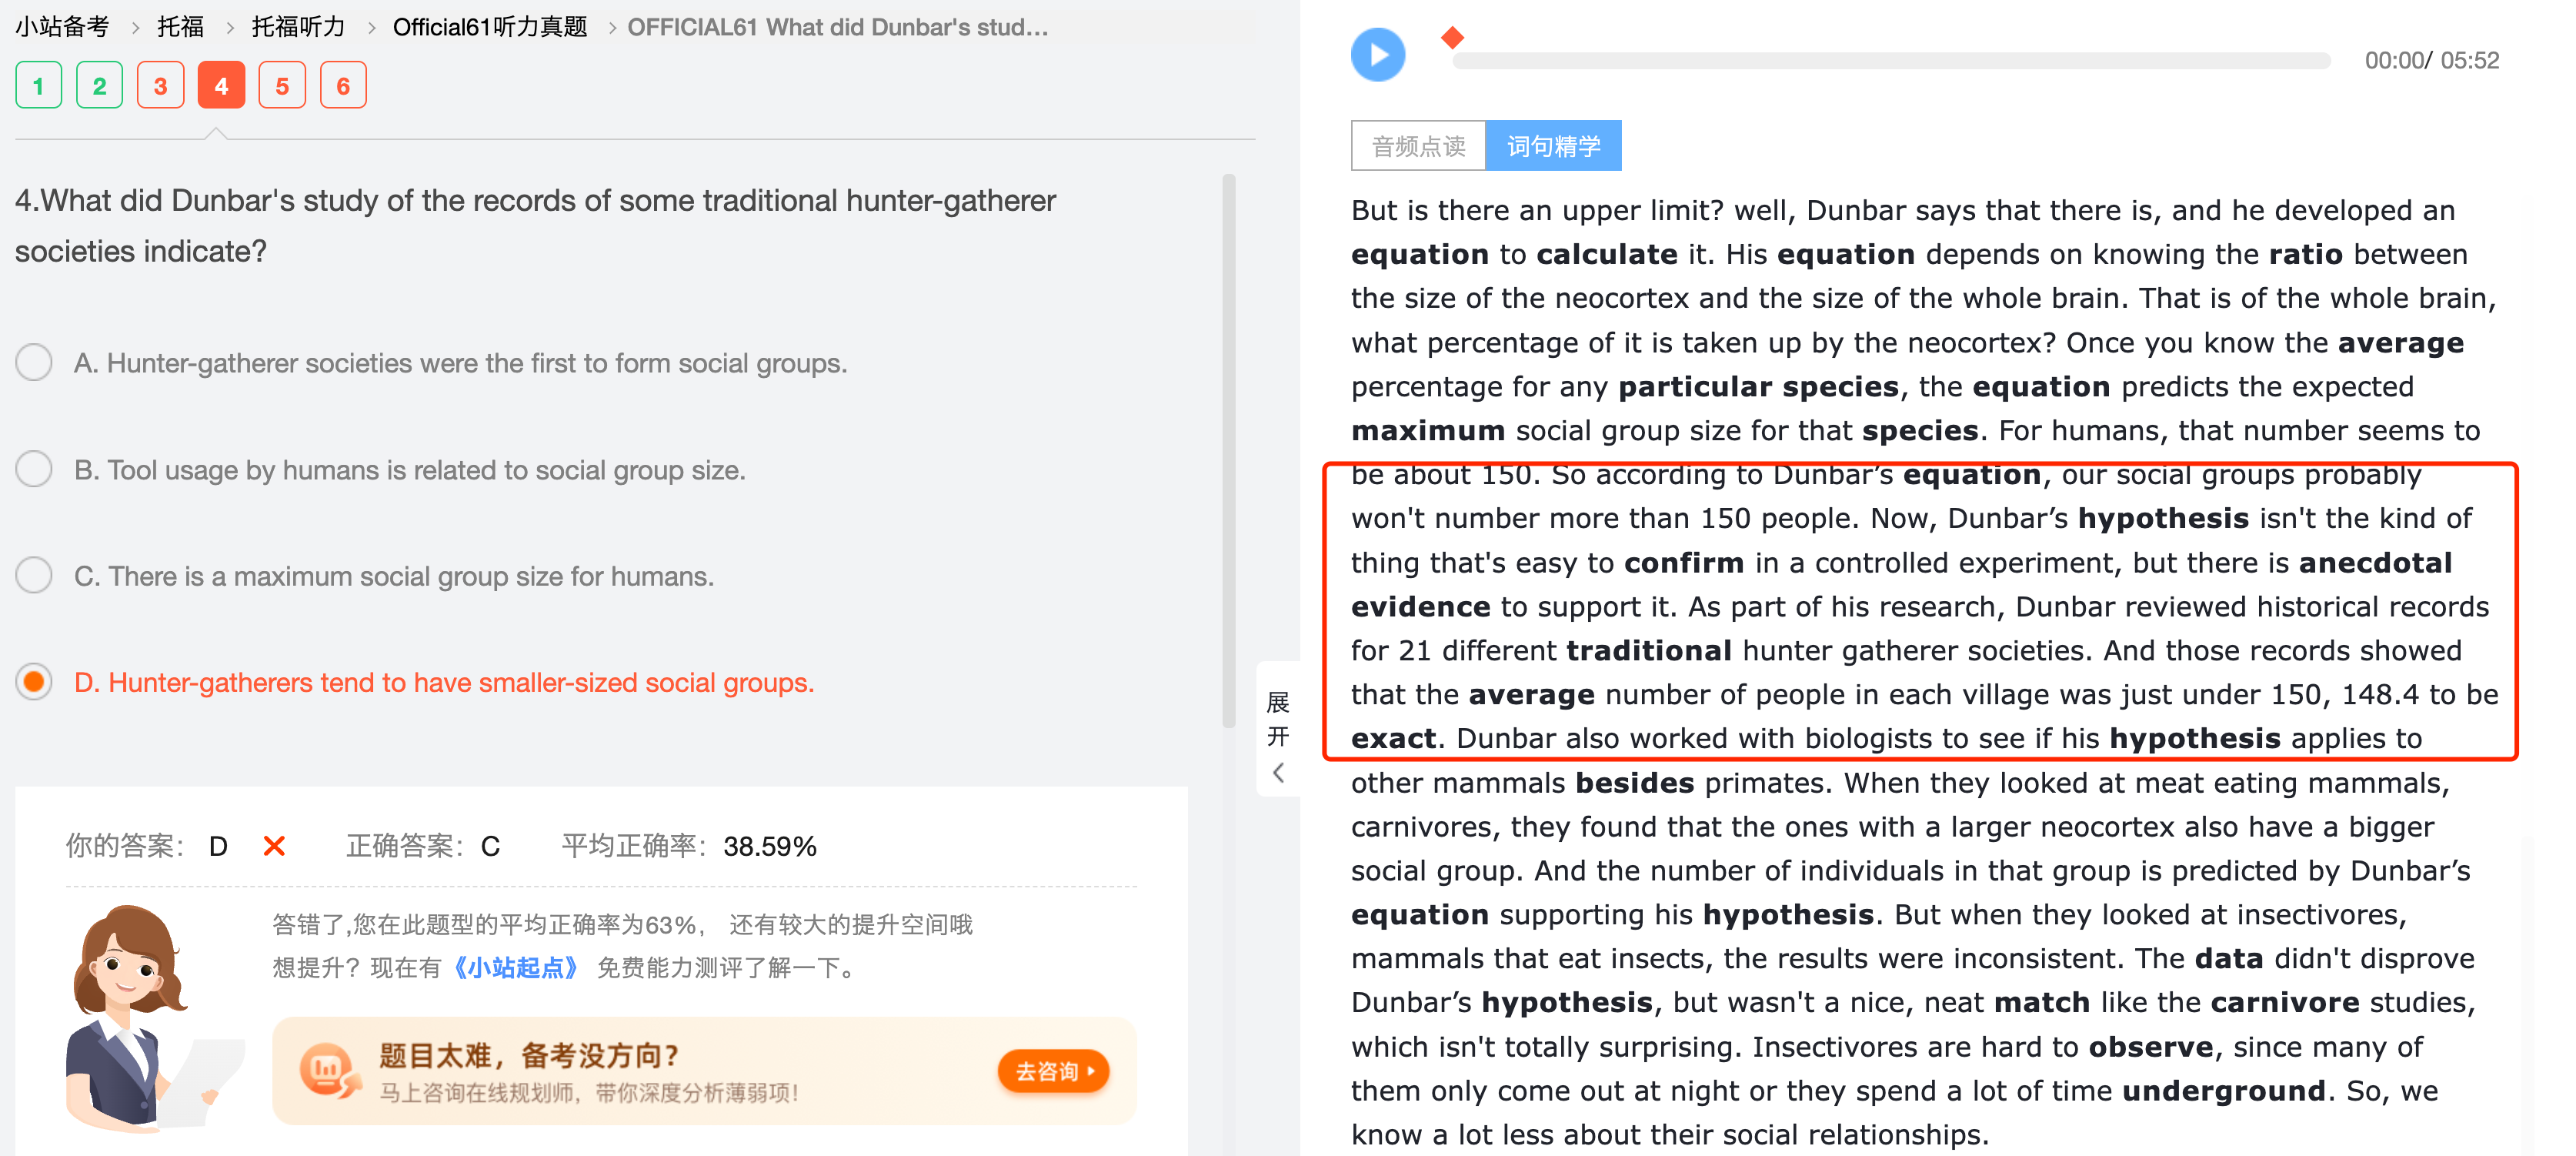 小站备考 > 托福 > 托福听力 > Official61听力真题 > OFFICIAL61 What did Dunbar's stud...
1 2 3 4 5 6
4.What did Dunbar's study of the records of some traditional hunter-gatherer
societies indicate?
A. Hunter-gatherer societies were the first to form social groups.
B. Tool usage by humans is related to social group size.
C. There is a maximum social group size for humans.
D. Hunter-gatherers tend to have smaller-sized social groups.
你的答案： D 正确答案： C 平均正确率： 38.59%
答错了,您在此题型的平均正确率为63%， 还有较大的提升空间哦
想提升？现在有《小站起点》 免费能力测评了解一下。
题目太难，备考没方向？
马上咨询在线规划师，带你深度分析薄弱项！
去咨询
展
开
00:00/ 05:52
音频点读 词句精学
But is there an upper limit? well, Dunbar says that there is, and he developed an
equation to calculate it. His equation depends on knowing the ratio between
the size of the neocortex and the size of the whole brain. That is of the whole brain,
what percentage of it is taken up by the neocortex? Once you know the average
percentage for any particular species, the equation predicts the expected
maximum social group size for that species. For humans, that number seems to
be about 150. So according to Dunbar’s equation, our social groups probably
won't number more than 150 people. Now, Dunbar’s hypothesis isn't the kind of
thing that's easy to confirm in a controlled experiment, but there is anecdotal
evidence to support it. As part of his research, Dunbar reviewed historical records
for 21 different traditional hunter gatherer societies. And those records showed
that the average number of people in each village was just under 150, 148.4 to be
exact. Dunbar also worked with biologists to see if his hypothesis applies to
other mammals besides primates. When they looked at meat eating mammals,
carnivores, they found that the ones with a larger neocortex also have a bigger
social group. And the number of individuals in that group is predicted by Dunbar’s
equation supporting his hypothesis. But when they looked at insectivores,
mammals that eat insects, the results were inconsistent. The data didn't disprove
Dunbar’s hypothesis, but wasn't a nice, neat match like the carnivore studies,
which isn't totally surprising. Insectivores are hard to observe, since many of
them only come out at night or they spend a lot of time underground. So, we
know a lot less about their social relationships.